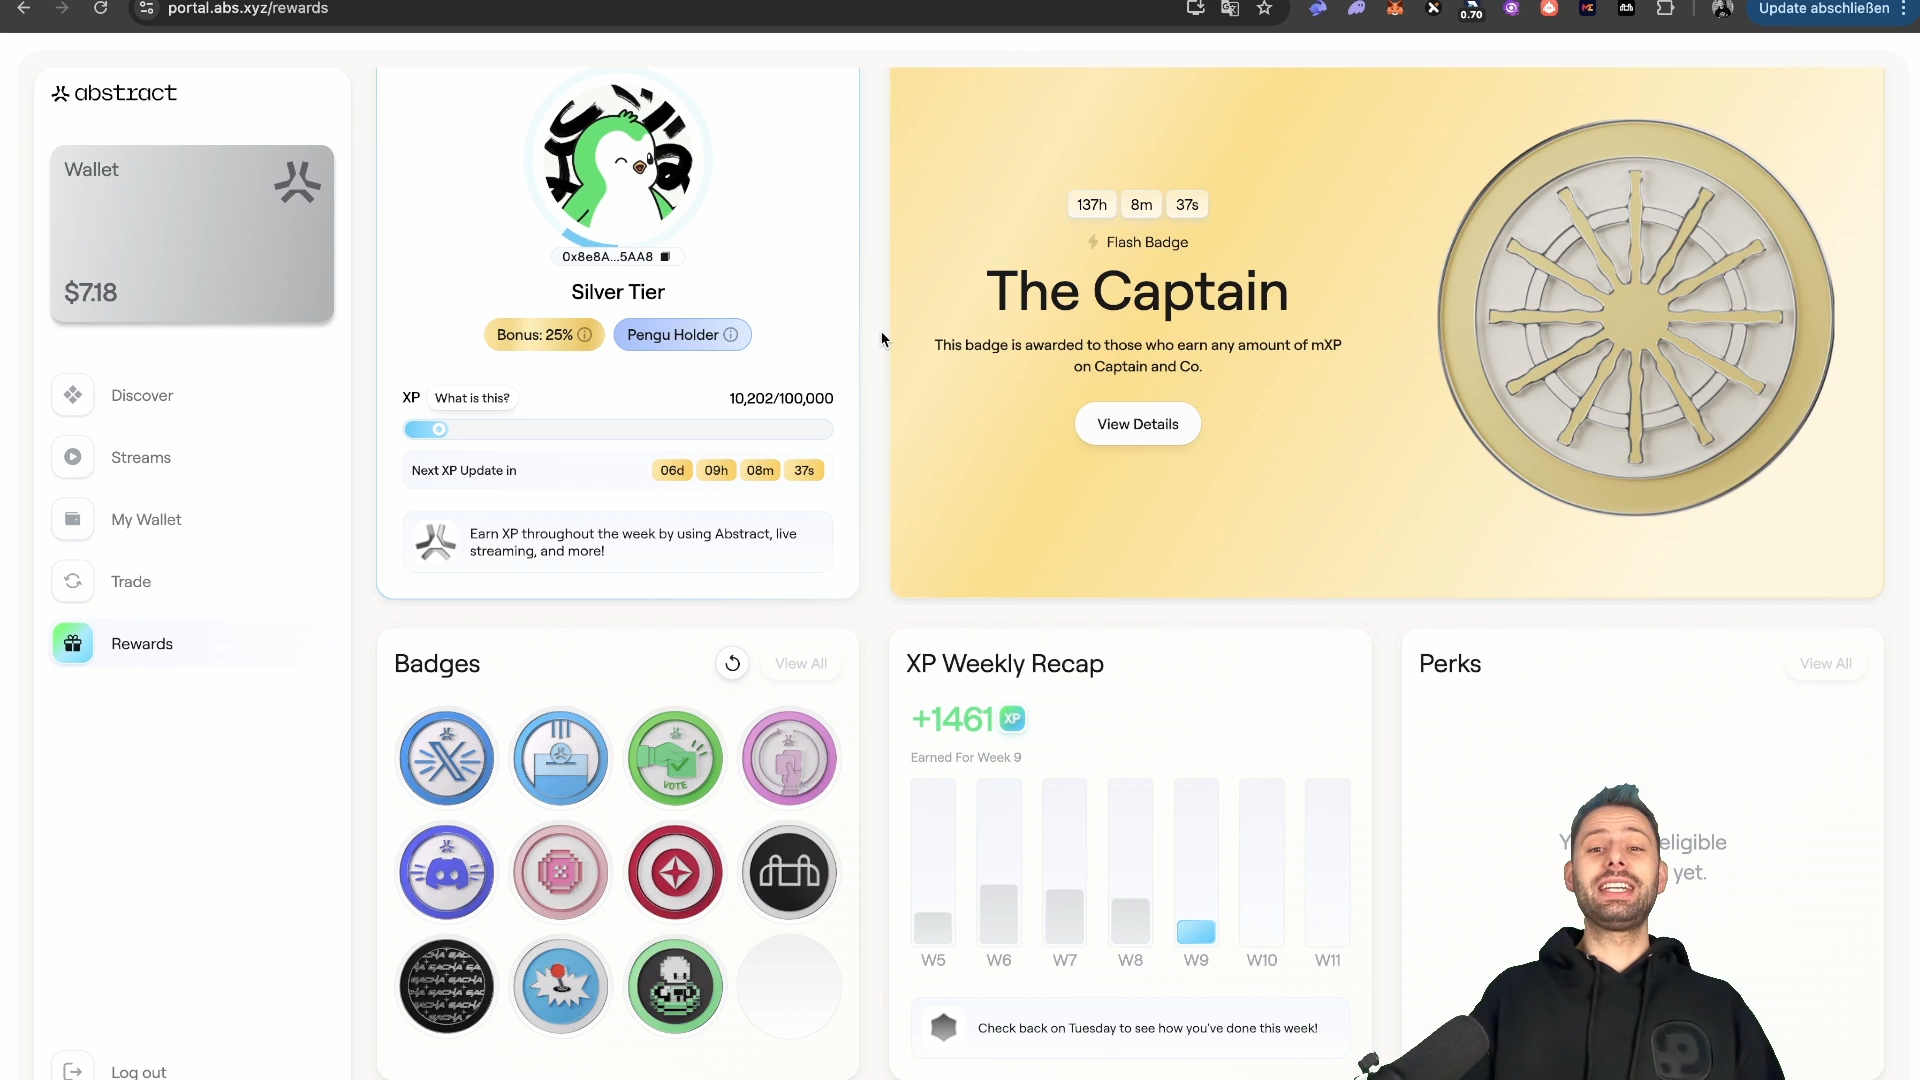 portal.abs.xyz/rewards
0.70
Update abschließen
abstract
Wallet
$7.18
Discover
Streams
My Wallet
Trade
Rewards
Log out
0x8e8A...5AA8
Silver Tier
Bonus: 25%
Pengu Holder
XP What is this? 10,202/100,000
Next XP Update in 06d 09h 08m 37s
Earn XP throughout the week by using Abstract, live
streaming, and more!
137h 8m 37s
Flash Badge
The Captain
This badge is awarded to those who earn any amount of mXP
on Captain and Co.
View Details
Badges
View All
VOTE
XP Weekly Recap
+1461 XP
Earned For Week 9
W5 W6 W7 W8 W9 W10 W11
Check back on Tuesday to see how you've done this week!
Perks
View All
eligible
yet.